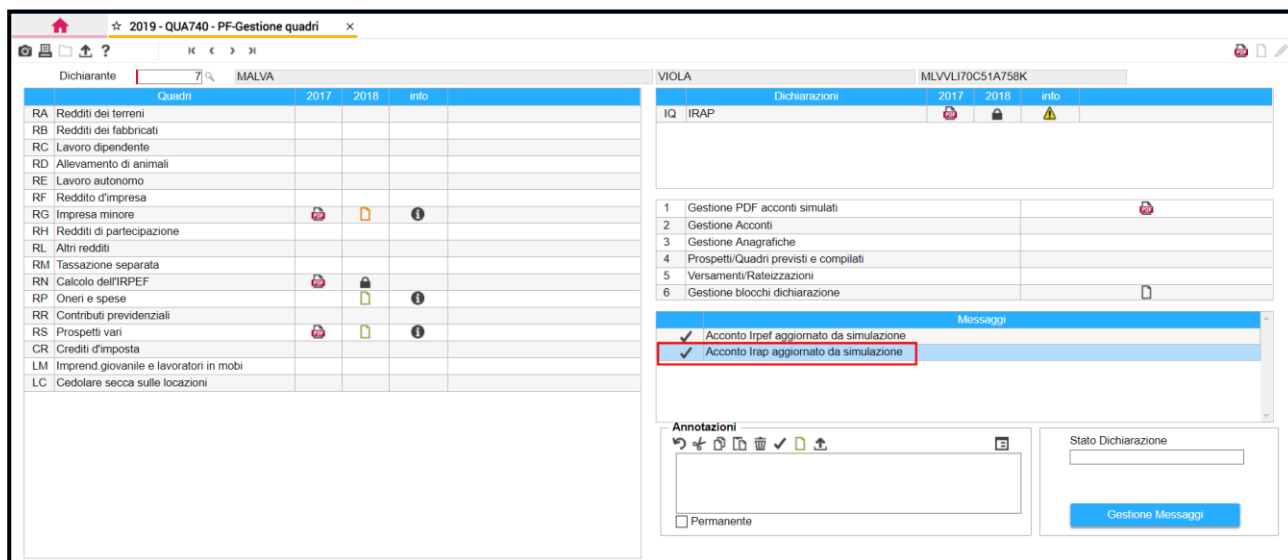 2019 - QUA740 - PF-Gestione quadri
Dichiarante 7 MALVA VIOLA MLVVLI70C51A758K
Quadri 2017 2018 info
RA Redditi dei terreni
RB Redditi dei fabbricati
RC Lavoro dipendente
RD Allevamento di animali
RE Lavoro autonomo
RF Reddito d'impresa
RG Impresa minore
RH Redditi di partecipazione
RL Altri redditi
RM Tassazione separata
RN Calcolo dell'IRPEF
RP Oneri e spese
RR Contributi previdenziali
RS Prospetti vari
CR Crediti d'imposta
LM Imprend.giovanile e lavoratori in mobi
LC Cedolare secca sulle locazioni
Dichiarazioni 2017 2018 info
IQ IRAP
1 Gestione PDF acconti simulati
2 Gestione Acconti
3 Gestione Anagrafiche
4 Prospetti/Quadri previsti e compilati
5 Versamenti/Rateizzazioni
6 Gestione blocchi dichiarazione
Messaggi
Acconto Irpef aggiornato da simulazione
Acconto Irap aggiornato da simulazione
Annotazioni
Permanente
Stato Dichiarazione
Gestione Messaggi